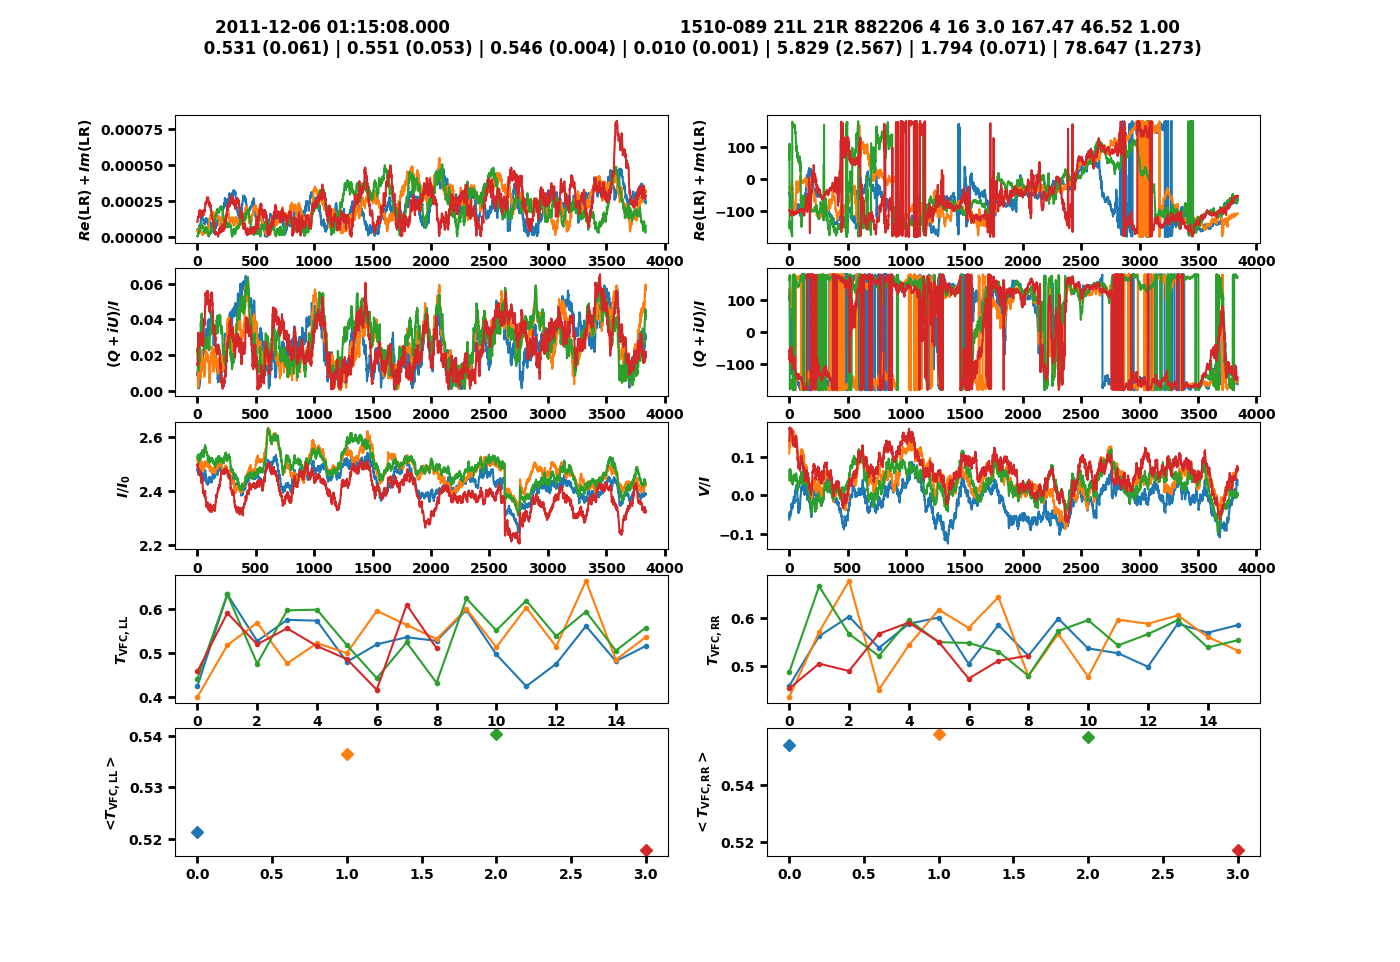 2011-12-06 01:15:08.000 1510-089 21L 21R 882206 4 16 3.0 167.47 46.52 1.00
0.531 (0.061) | 0.551 (0.053) | 0.546 (0.004) | 0.010 (0.001) | 5.829 (2.567) | 1.794 (0.071) | 78.647 (1.273)
Re(LR) + Im(LR)
0.00075
0.00050
0.00025
0.00000
0 500 1000 1500 2000 2500 3000 3500 4000
Re(LR) + Im(LR)
100
0
−100
0 500 1000 1500 2000 2500 3000 3500 4000
(Q + iU)/I
0.06
0.04
0.02
0.00
0 500 1000 1500 2000 2500 3000 3500 4000
(Q + iU)/I
100
0
−100
0 500 1000 1500 2000 2500 3000 3500 4000
I/I0
2.6
2.4
2.2
0 500 1000 1500 2000 2500 3000 3500 4000
V/I
0.1
0.0
−0.1
0 500 1000 1500 2000 2500 3000 3500 4000
TVFC, LL
0.6
0.5
0.4
0 2 4 6 8 10 12 14
TVFC, RR
0.6
0.5
0 2 4 6 8 10 12 14
<TVFC, LL >
0.54
0.53
0.52
0.0 0.5 1.0 1.5 2.0 2.5 3.0
< TVFC, RR >
0.54
0.52
0.0 0.5 1.0 1.5 2.0 2.5 3.0